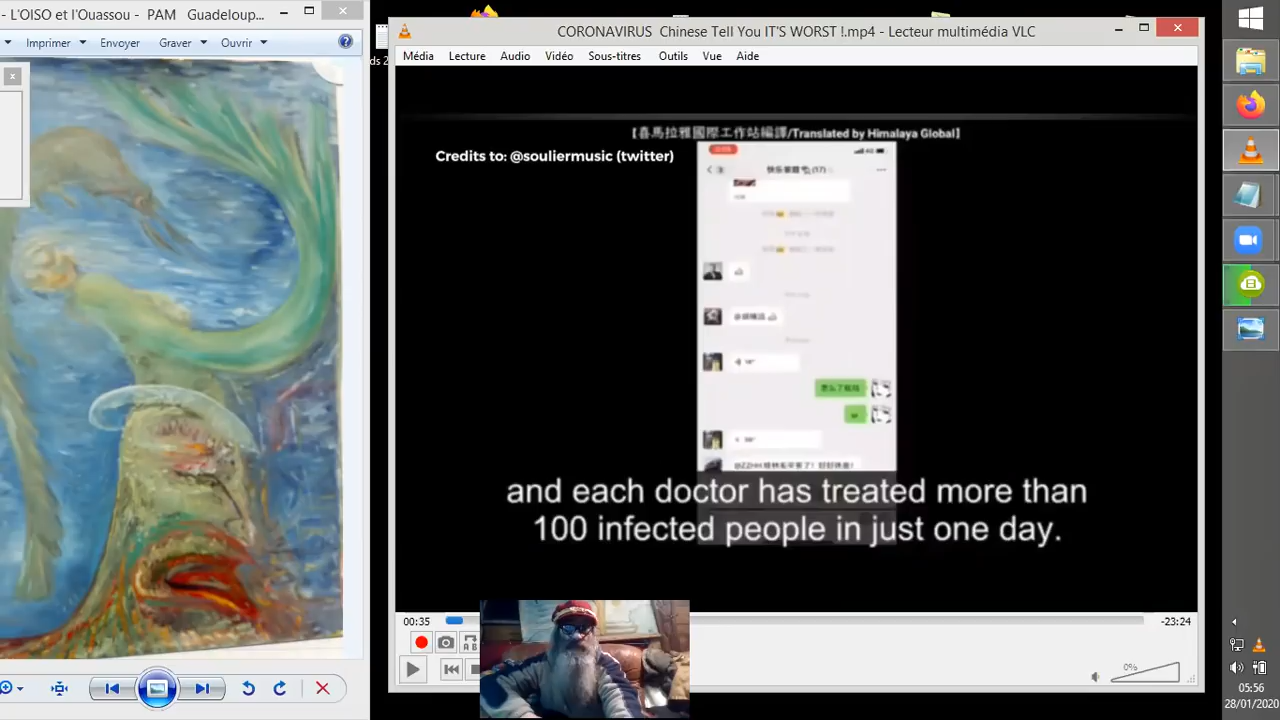 - L'OISO et l'Ouassou - PAM Guadeloup...
Imprimer
Envoyer
Graver
Ouvrir
ds 2
CORONAVIRUS Chinese Tell You IT'S WORST !.mp4 - Lecteur multimédia VLC
Média Lecture Audio Vidéo Sous-titres Outils Vue Aide
【喜馬拉雅國際工作站編譯/Translated by Himalaya Global】
Credits to: @souliermusic (twitter)
(17)
and each doctor has treated more than
100 infected people in just one day.
00:35
-23:24
0%
05:56
28/01/2020